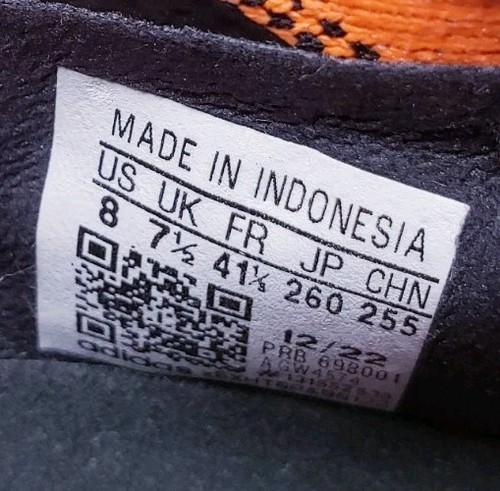 MADE IN INDONESIA
US UK FR JP CHN
8 7½ 41⅓ 260 255
12/22
PRB 698001
adidas